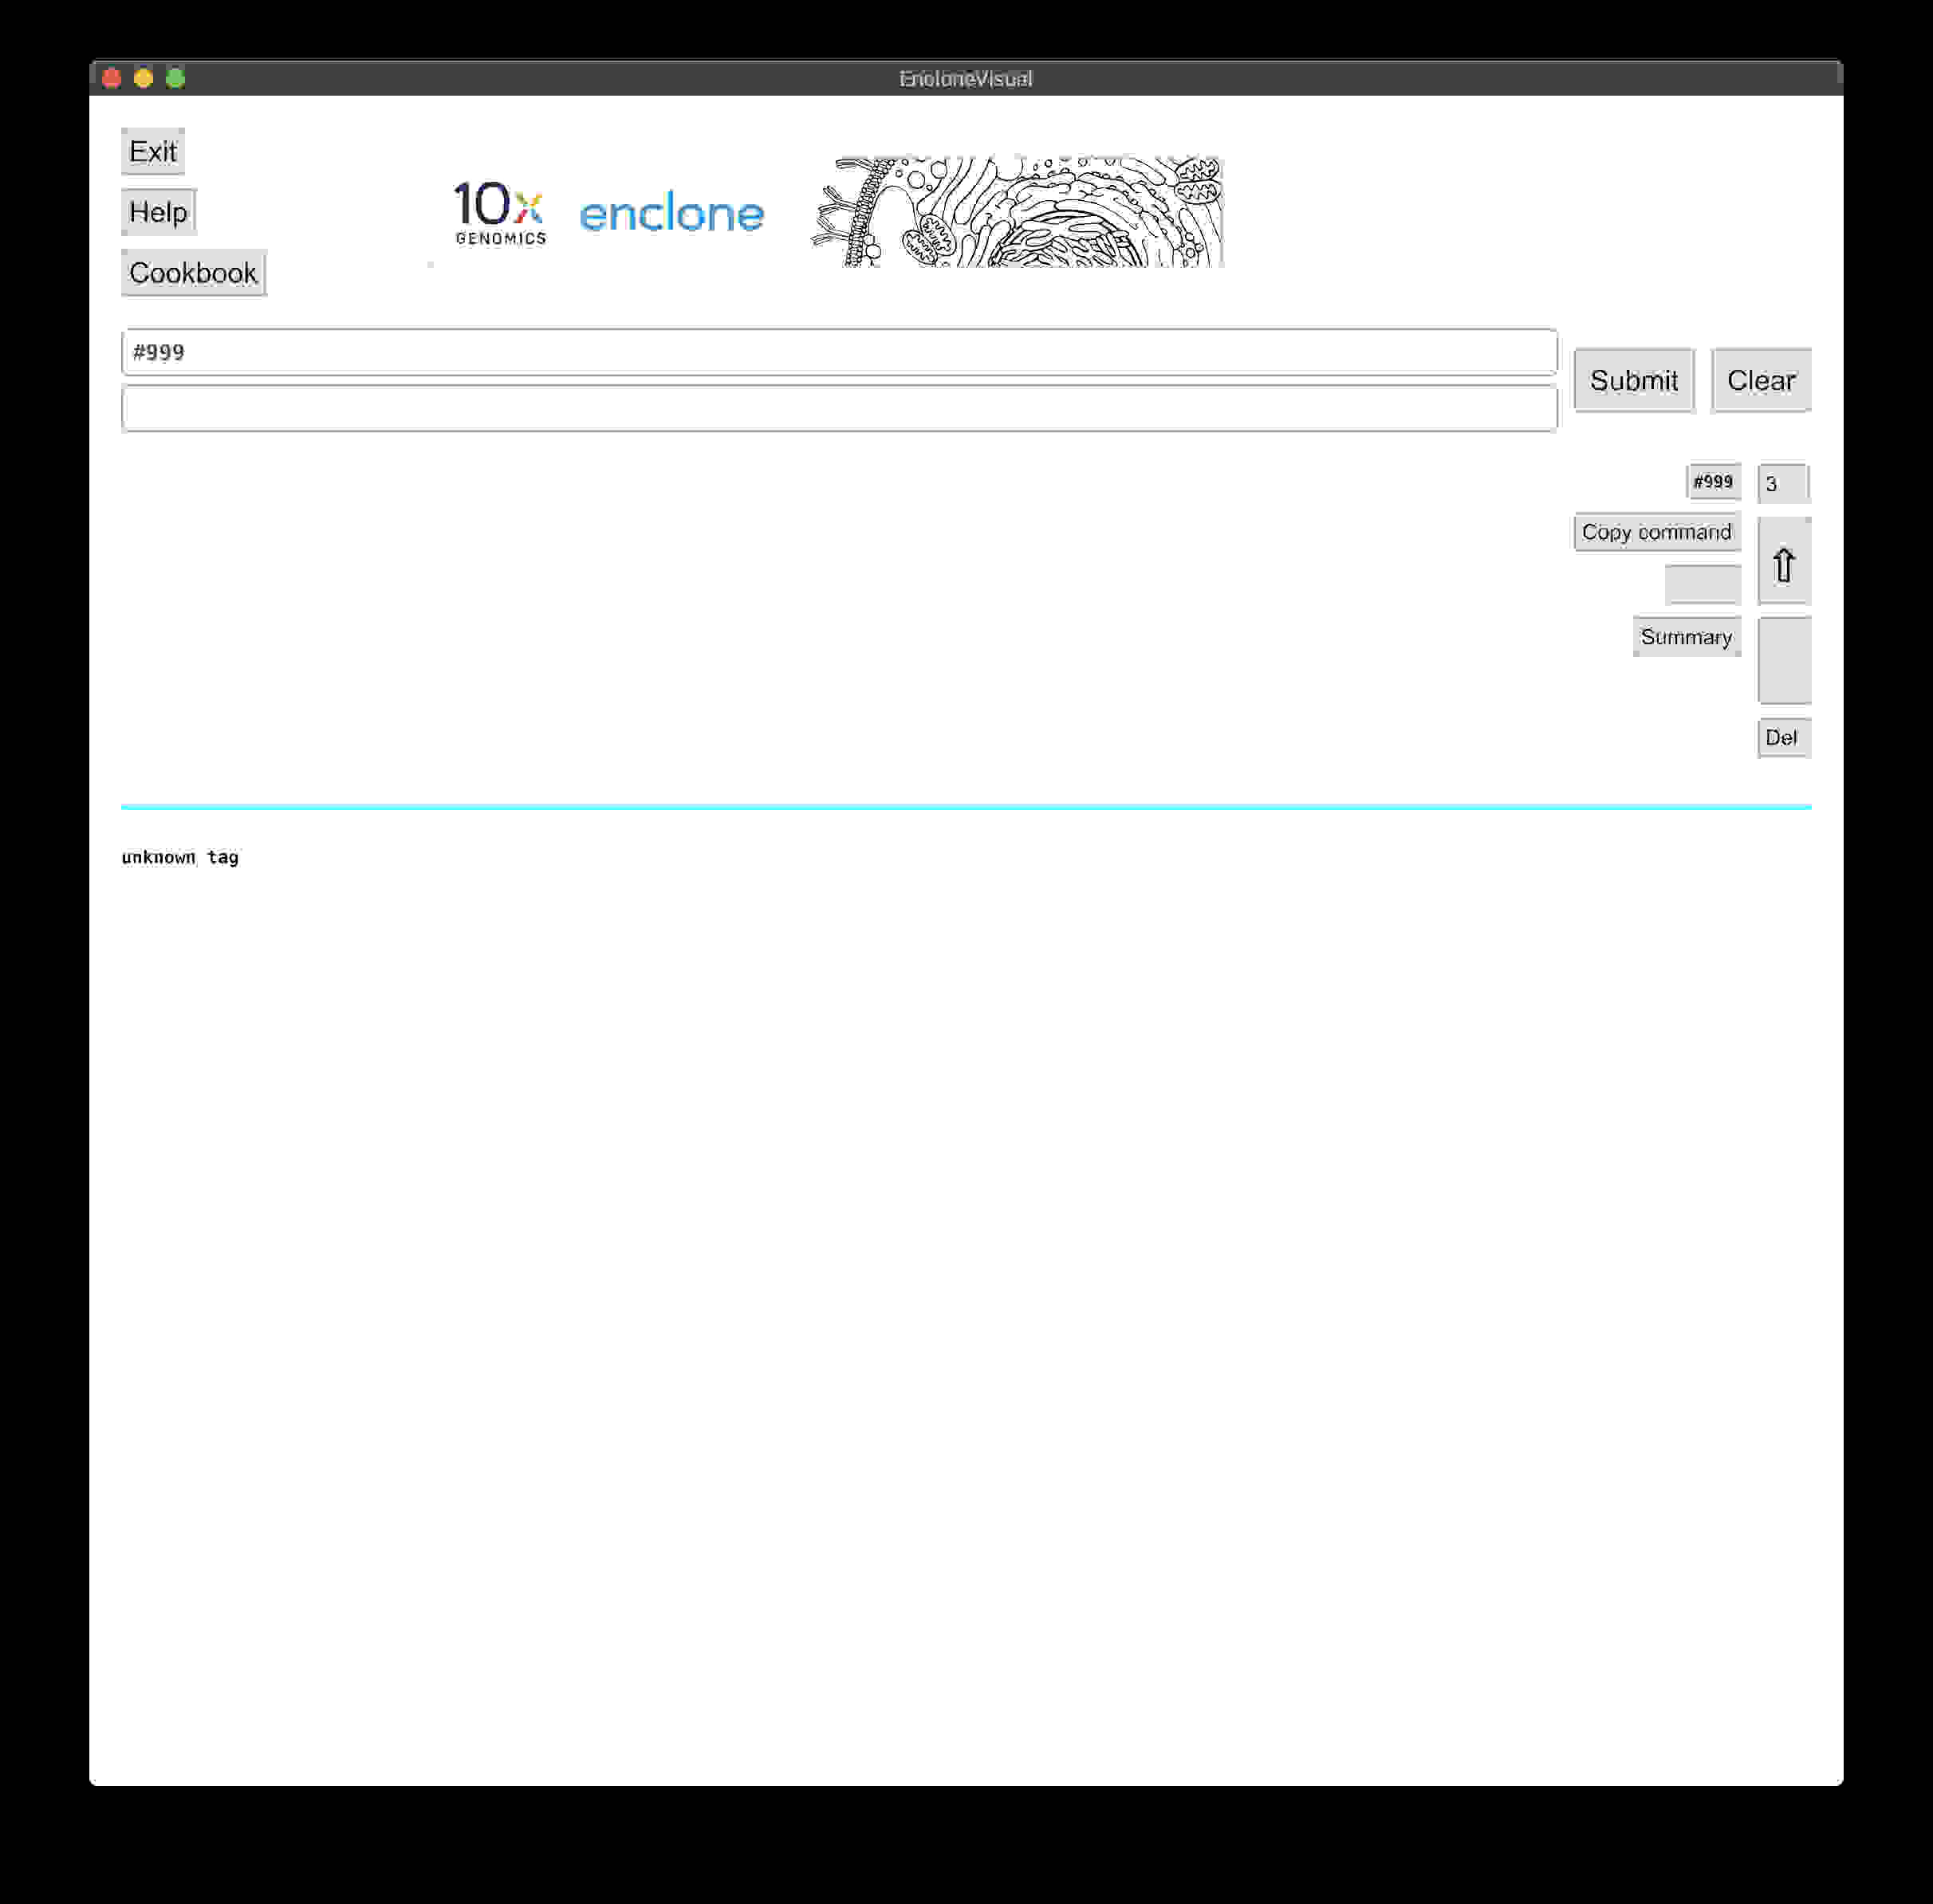 EncloneVisual
Exit
Help
Cookbook
10x
GENOMICS
enclone
#999
Submit
Clear
#999
3
Copy command
⇧
Summary
Del
unknown tag